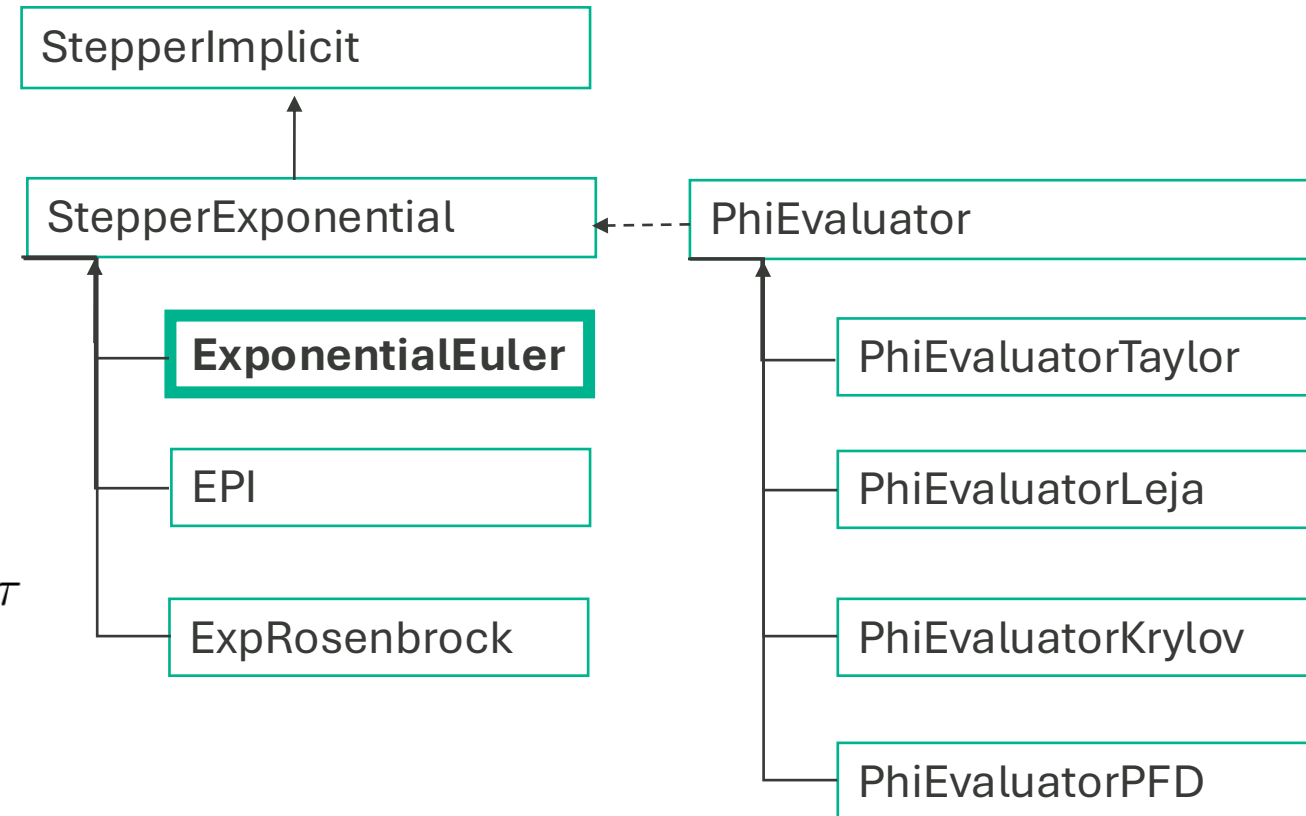 StepperImplicit
StepperExponential
PhiEvaluator
ExponentialEuler
PhiEvaluatorTaylor
EPI
PhiEvaluatorLeja
τ
ExpRosenbrock
PhiEvaluatorKrylov
PhiEvaluatorPFD